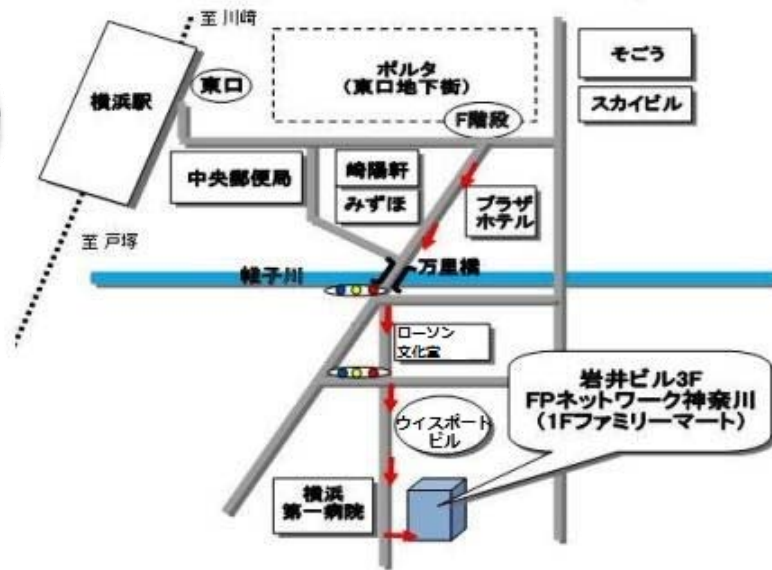 至 川崎
東口
横浜駅
ポルタ
(東口地下街)
F階段
そごう
スカイビル
中央郵便局
崎陽軒
みずほ
プラザ
ホテル
至 戸塚
帷子川
万里橋
ローソン
文化堂
岩井ビル3F
FPネットワーク神奈川
(1Fファミリーマート)
ウィスポート
ビル
横浜
第一病院